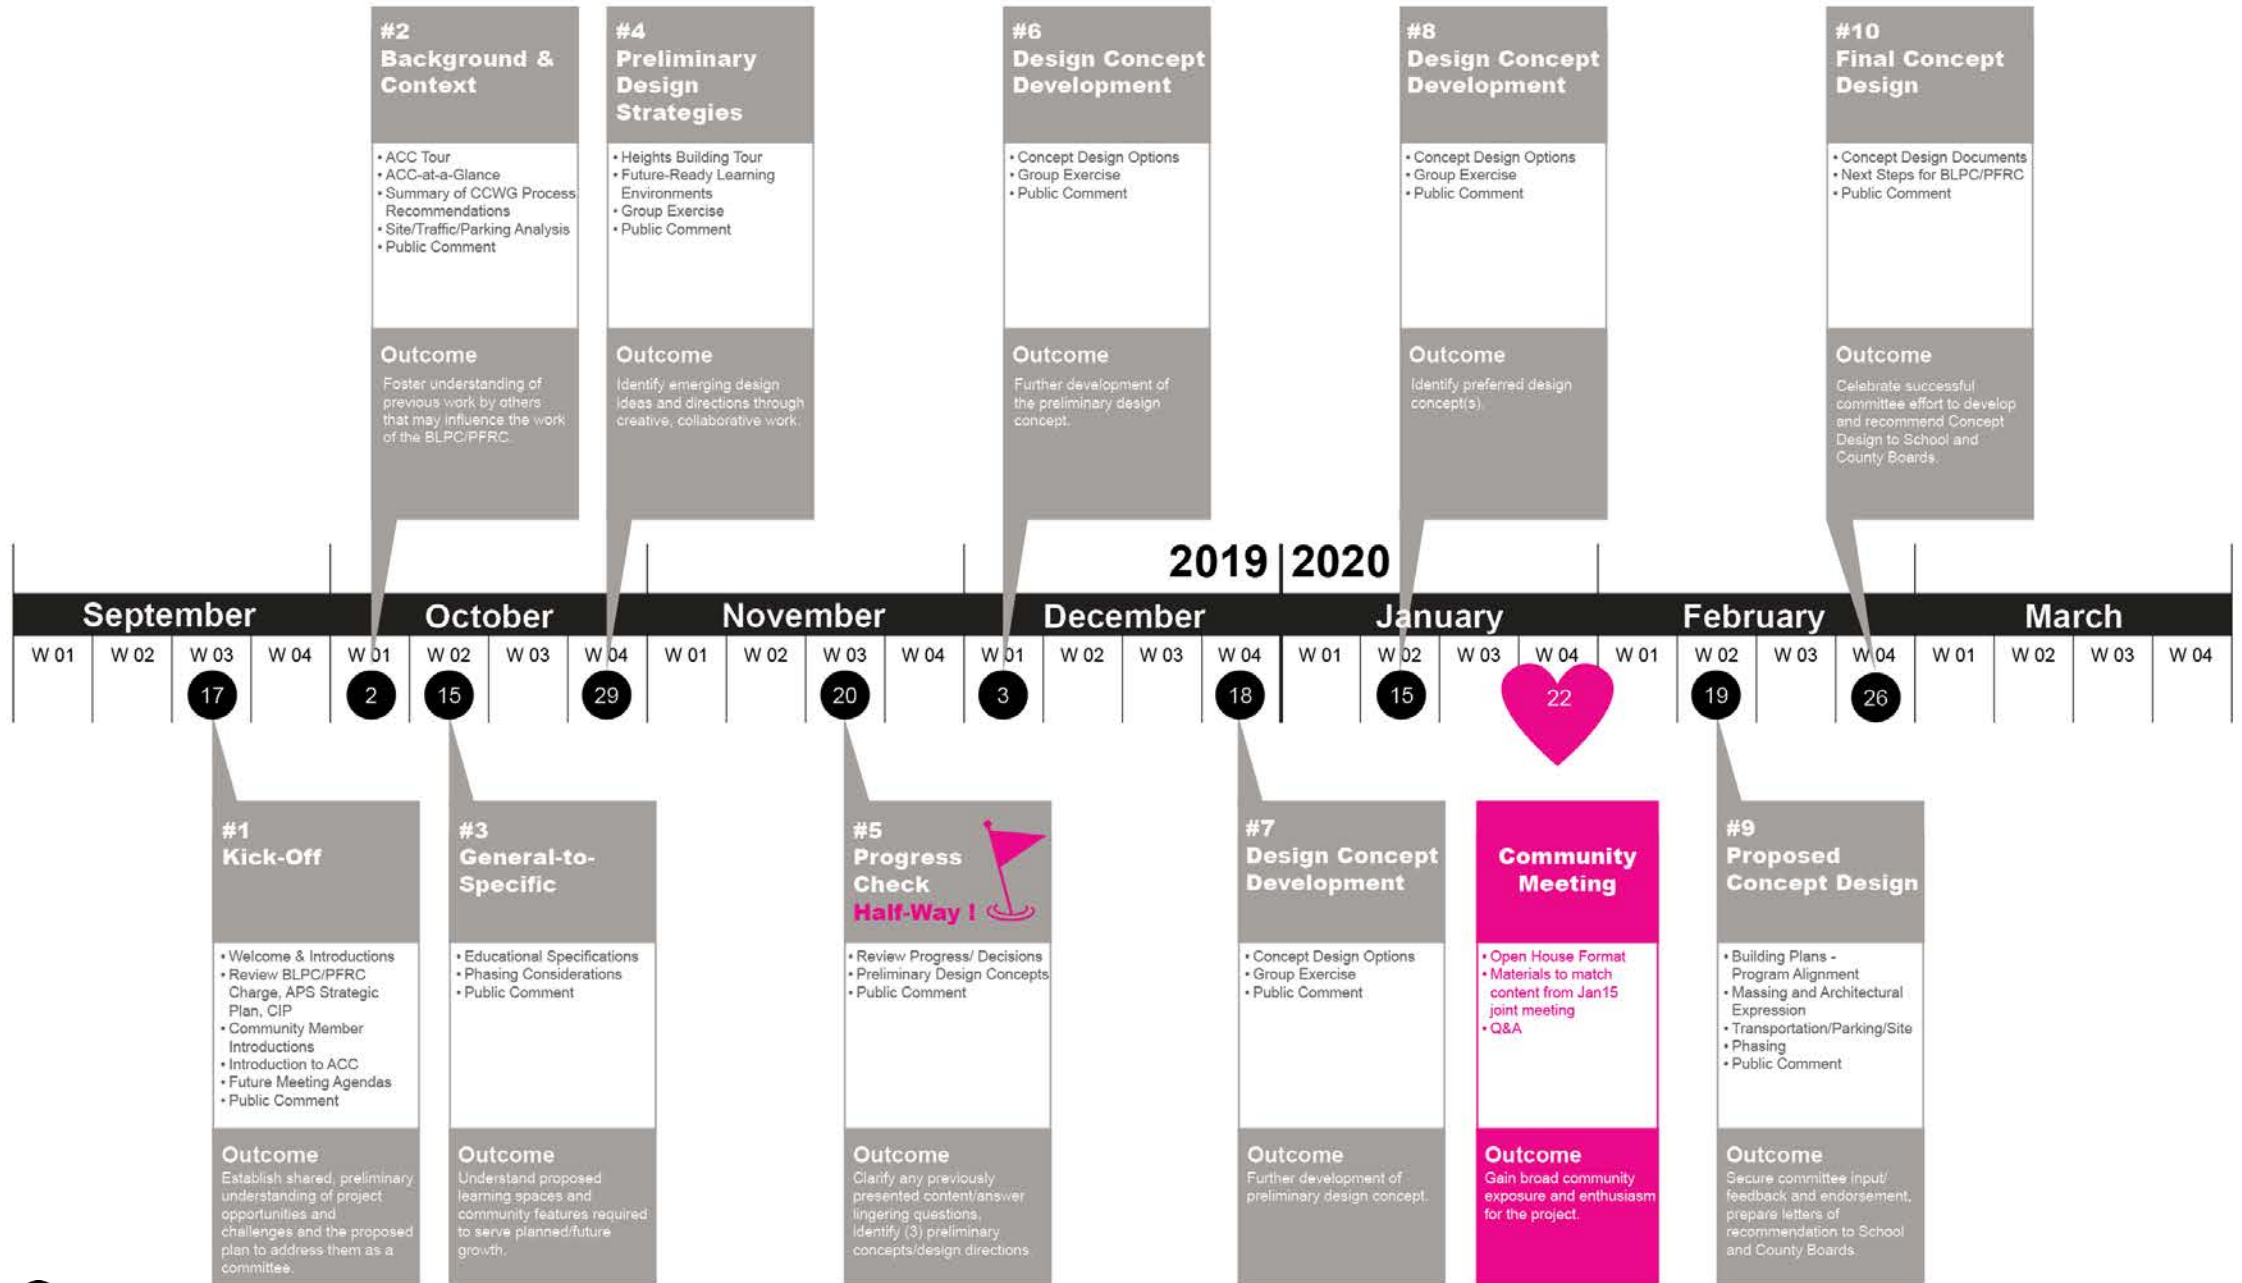 #2
Background &
Context
• ACC Tour
• ACC-at-a-Glance
• Summary of CCWG Process
Recommendations
• Site/Traffic/Parking Analysis
• Public Comment
Outcome
Foster understanding of
previous work by others
that may influence the work
of the BLPC/PFRC.
#4
Preliminary
Design
Strategies
• Heights Building Tour
• Future-Ready Learning
Environments
• Group Exercise
• Public Comment
Outcome
Identify emerging design
ideas and directions through
creative, collaborative work.
#6
Design Concept
Development
• Concept Design Options
• Group Exercise
• Public Comment
Outcome
Further development of
the preliminary design
concept.
#8
Design Concept
Development
• Concept Design Options
• Group Exercise
• Public Comment
Outcome
Identify preferred design
concept(s).
#10
Final Concept
Design
• Concept Design Documents
• Next Steps for BLPC/PFRC
• Public Comment
Outcome
Celebrate successful
committee effort to develop
and recommend Concept
Design to School and
County Boards.
2019 2020
September October November December January February March
W 01 W 02 W 03 W 04 W 01 W 02 W 03 W 04 W 01 W 02 W 03 W 04 W 01 W 02 W 03 W 04 W 01 W 02 W 03 W 04 W 01 W 02 W 03 W 04 W 01 W 02 W 03 W 04
17 2 15 29 20 3 18 15 22 19 26
#1
Kick-Off
• Welcome & Introductions
• Review BLPC/PFRC
Charge, APS Strategic
Plan, CIP
• Community Member
Introductions
• Introduction to ACC
• Future Meeting Agendas
• Public Comment
Outcome
Establish shared, preliminary
understanding of project
opportunities and
challenges and the proposed
plan to address them as a
committee.
#3
General-to-
Specific
• Educational Specifications
• Phasing Considerations
• Public Comment
Outcome
Understand proposed
learning spaces and
community features required
to serve planned/future
growth.
#5
Progress
Check
Half-Way !
• Review Progress/ Decisions
• Preliminary Design Concepts
• Public Comment
Outcome
Clarify any previously
presented content/answer
lingering questions,
Identify (3) preliminary
concepts/design directions
#7
Design Concept
Development
• Concept Design Options
• Group Exercise
• Public Comment
Outcome
Further development of
preliminary design concept.
Community
Meeting
• Open House Format
• Materials to match
content from Jan15
joint meeting
• Q&A
Outcome
Gain broad community
exposure and enthusiasm
for the project.
#9
Proposed
Concept Design
• Building Plans -
Program Alignment
• Massing and Architectural
Expression
• Transportation/Parking/Site
• Phasing
• Public Comment
Outcome
Secure committee input/
feedback and endorsement,
prepare letters of
recommendation to School
and County Boards.